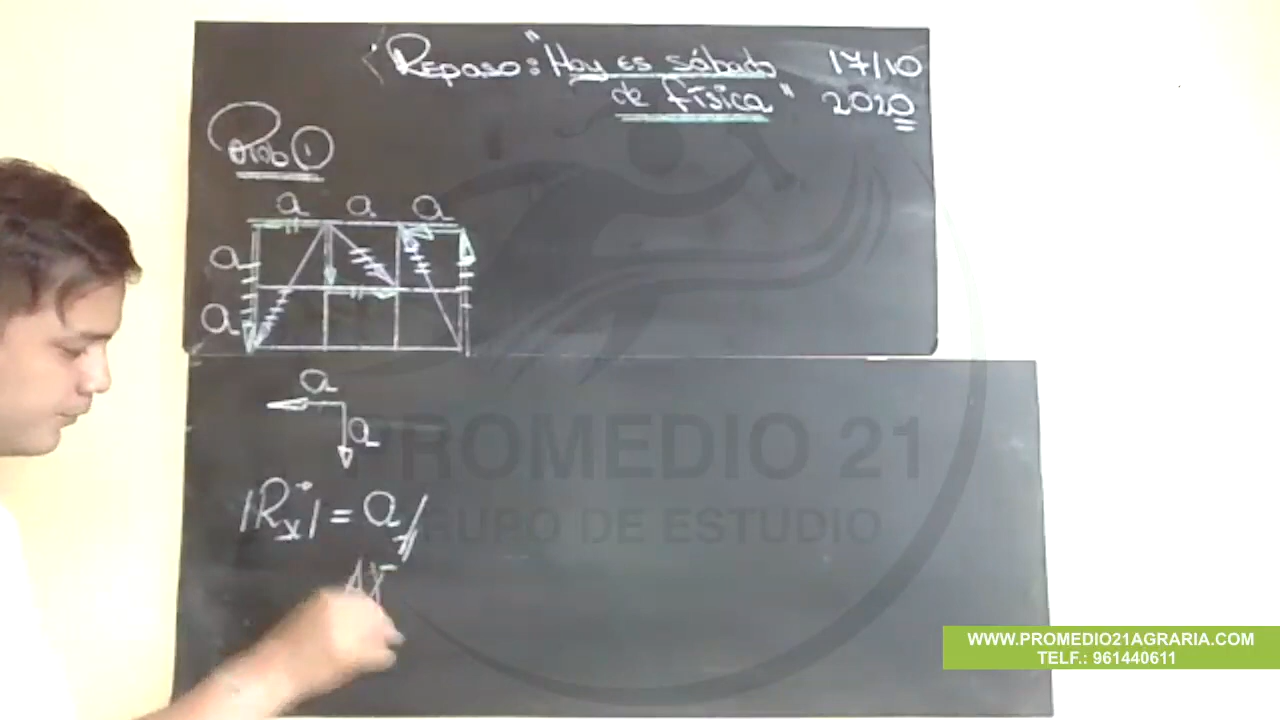 Repaso: "Hoy es sábado 17/10
de física" 2020
Prob 1
a a a
a
a
a
a
|Rx| = a
PROMEDIO 21
GRUPO DE ESTUDIO
WWW.PROMEDIO21AGRARIA.COM
TELF.: 961440611